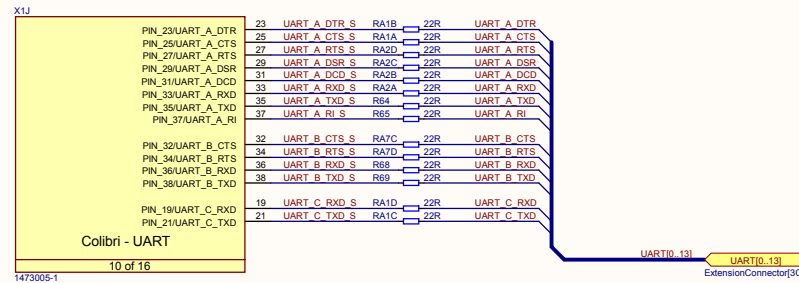 X1J
PIN_23/UART_A_DTR 23 UART_A_DTR_S RA1B 22R UART_A_DTR
PIN_25/UART_A_CTS 25 UART_A_CTS_S RA1A 22R UART_A_CTS
PIN_27/UART_A_RTS 27 UART_A_RTS_S RA2D 22R UART_A_RTS
PIN_29/UART_A_DSR 29 UART_A_DSR_S RA2C 22R UART_A_DSR
PIN_31/UART_A_DCD 31 UART_A_DCD_S RA2B 22R UART_A_DCD
PIN_33/UART_A_RXD 33 UART_A_RXD_S RA2A 22R UART_A_RXD
PIN_35/UART_A_TXD 35 UART_A_TXD_S R64 22R UART_A_TXD
PIN_37/UART_A_RI 37 UART_A_RI_S R65 22R UART_A_RI
PIN_32/UART_B_CTS 32 UART_B_CTS_S RA7C 22R UART_B_CTS
PIN_34/UART_B_RTS 34 UART_B_RTS_S RA7D 22R UART_B_RTS
PIN_36/UART_B_RXD 36 UART_B_RXD_S R68 22R UART_B_RXD
PIN_38/UART_B_TXD 38 UART_B_TXD_S R69 22R UART_B_TXD
PIN_19/UART_C_RXD 19 UART_C_RXD_S RA1D 22R UART_C_RXD
PIN_21/UART_C_TXD 21 UART_C_TXD_S RA1C 22R UART_C_TXD
Colibri - UART
UART[0..13] UART[0..13]
10 of 16
ExtensionConnector[3C
1473005-1